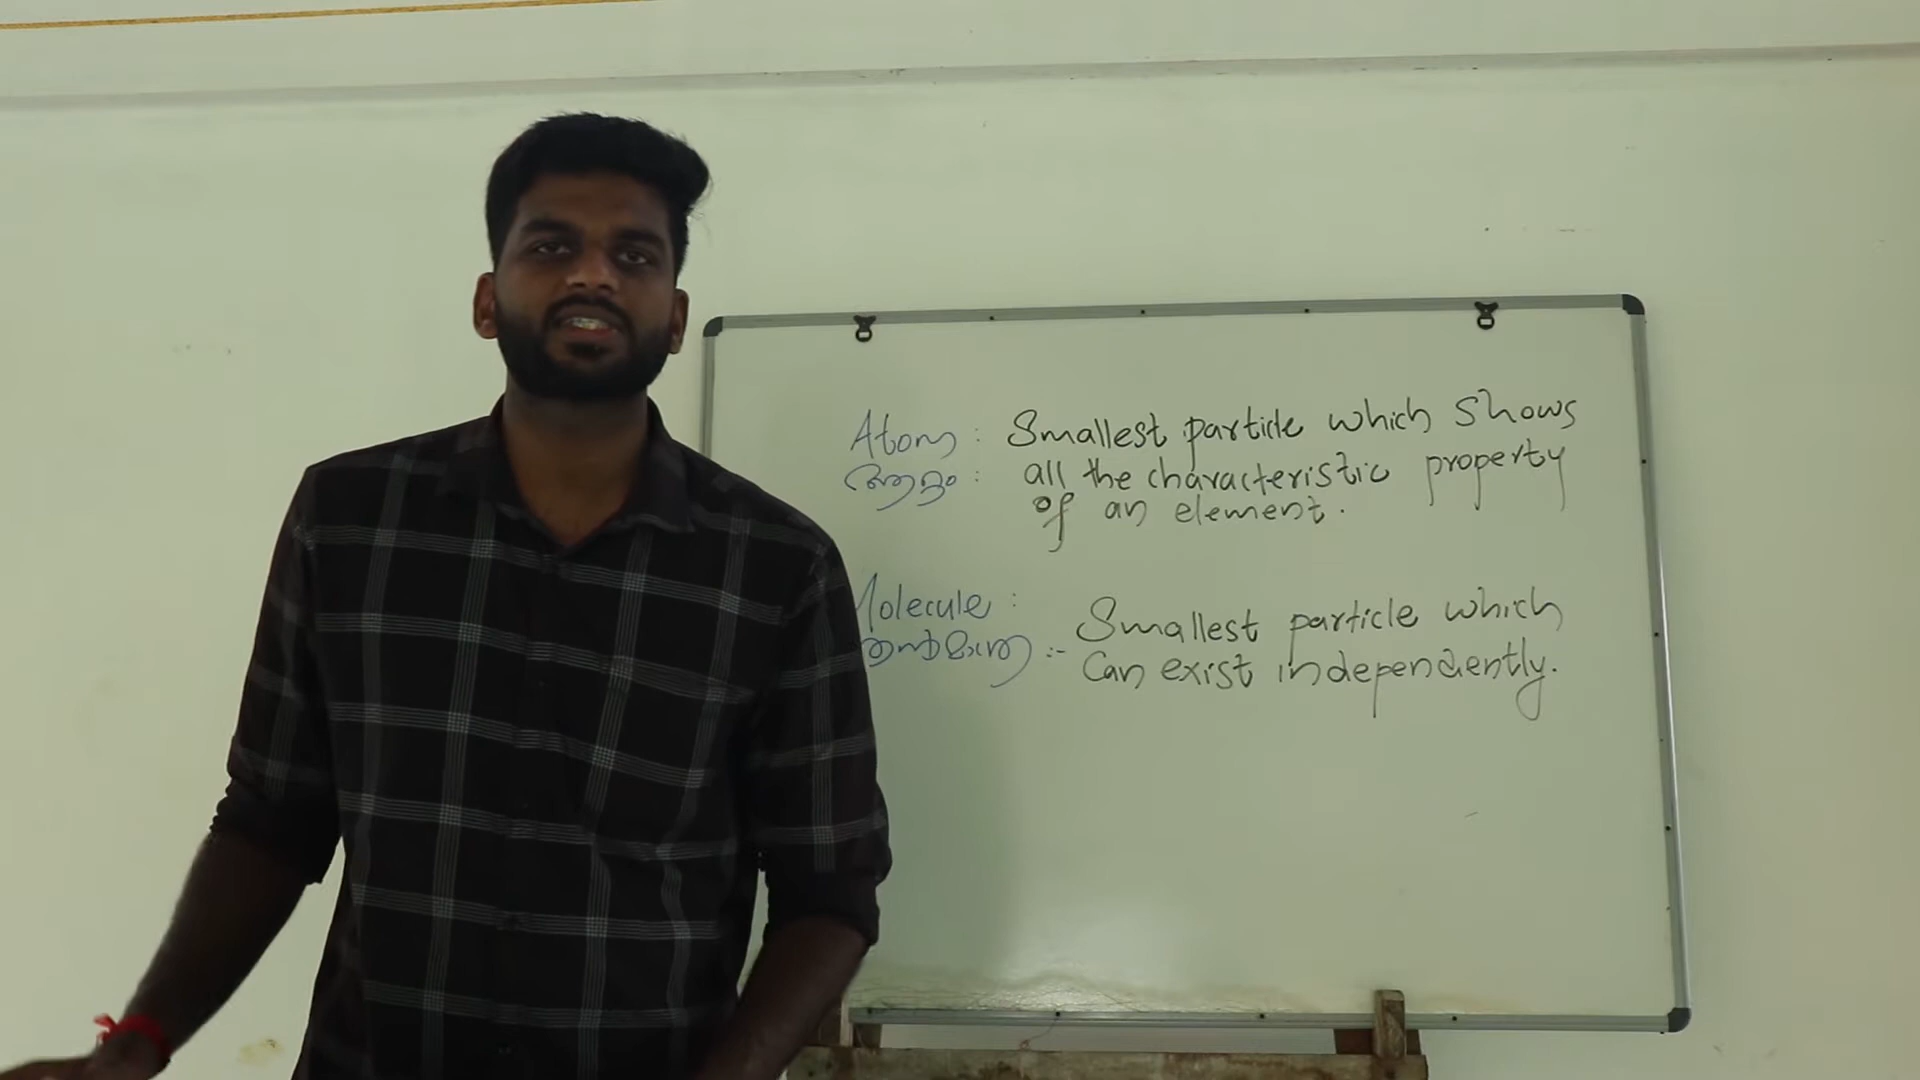 Atom : Smallest particle which shows
ആറ്റം : all the characteristic property
of an element.
Molecule :
തന്മാത്ര :- Smallest particle which
Can exist independently.